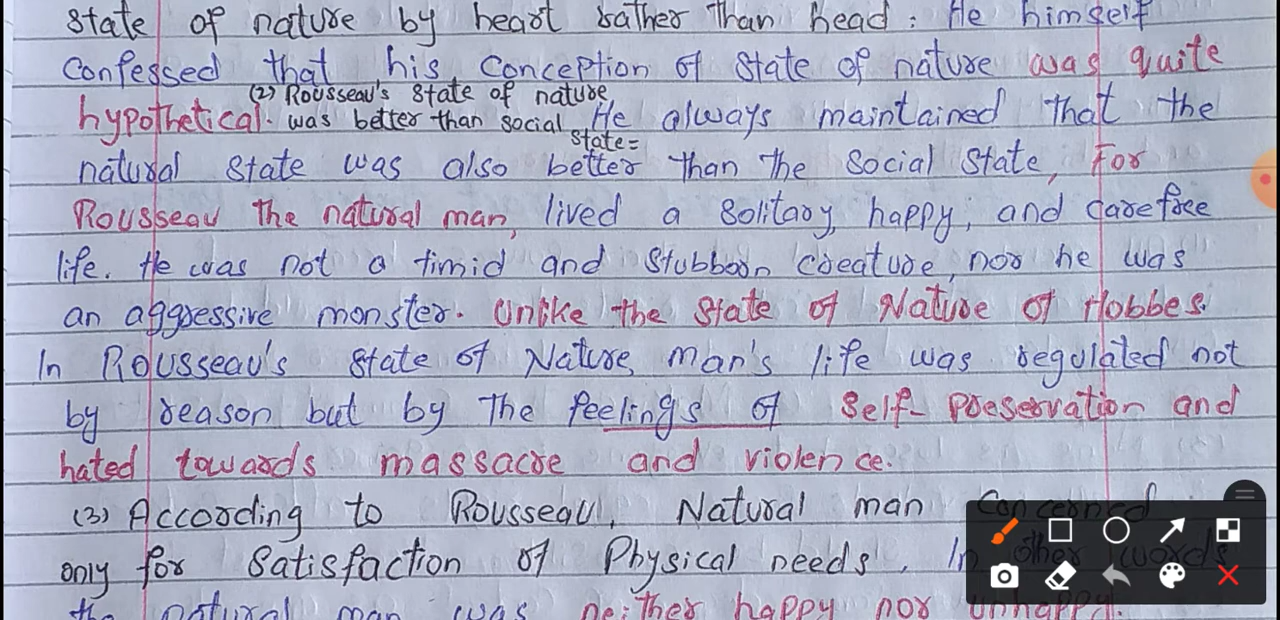 state of nature by heart rather than head. He himself
Confessed that his Conception of State of nature was quite
(2) Rousseau's State of nature
hypothetical. was better than social He always maintained that the
state=
natural State was also better than the Social State, For
Rousseau The natural man, lived a Solitary, happy, and carefree
life. He was not a timid and Stubborn creature, nor he was
an aggressive monster. Unlike the State of Nature of Hobbes.
In Rousseau's State of Nature, man's life was regulated not
by reason but by The feelings of Self-Preservation and
hated towards massacre and violence.
(3) According to Rousseau, Natural man Concerned
only for Satisfaction of Physical needs. In other words
the natural man was neither happy nor unhappy.